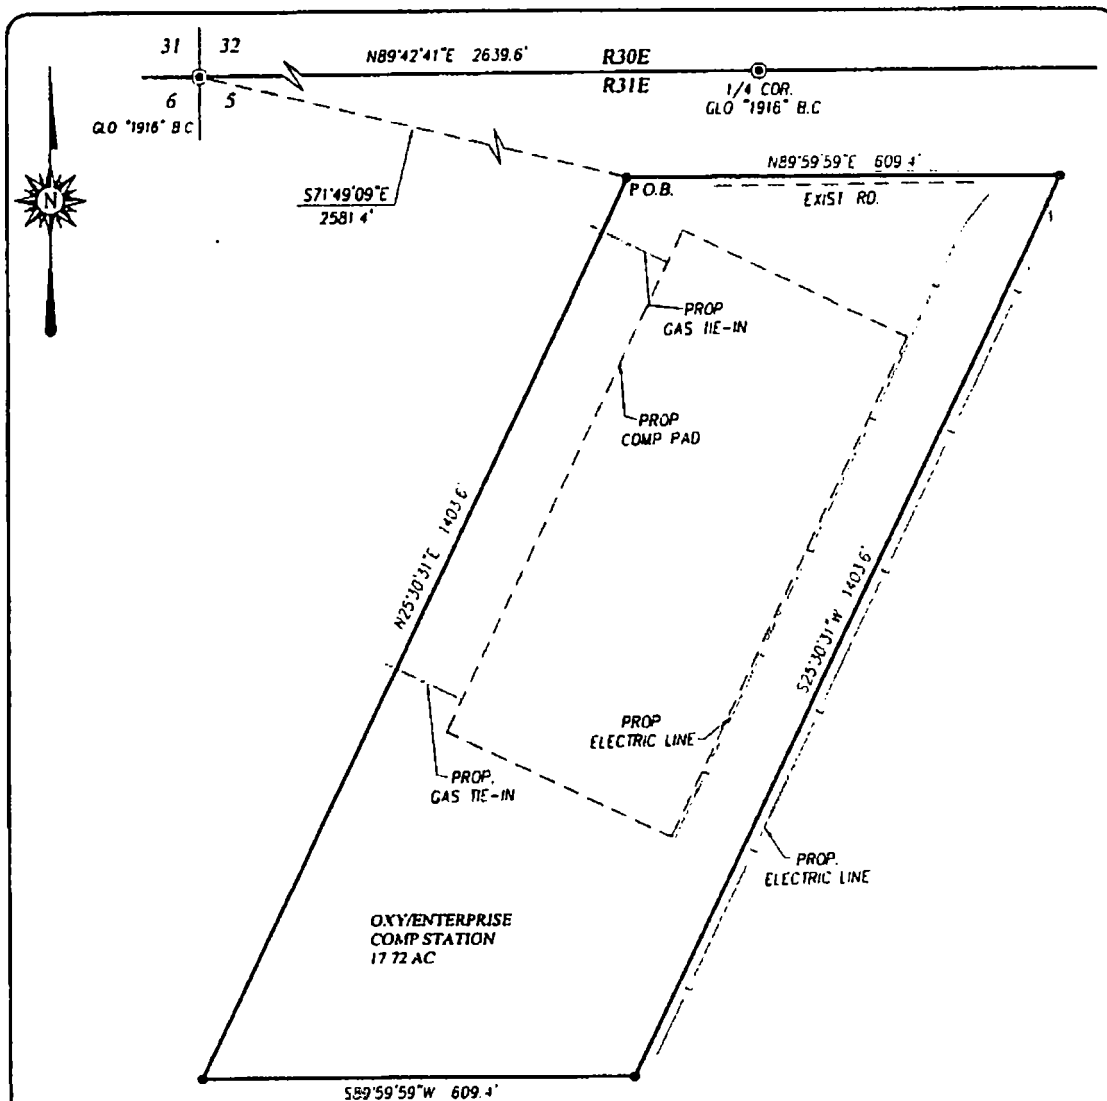 31 32
N89°42'41"E 2639.6' R30E
R31E
6 5
GLO "1916" B.C
1/4 COR.
GLO "1916" B.C
N89°59'59"E 609.4'
P.O.B.
EXIST RD.
S71°49'09"E
2581.4'
N
PROP
GAS TIE-IN
PROP
COMP PAD
N25°30'31"E 1403.6'
S25°30'31"W 1403.6'
PROP
ELECTRIC LINE
PROP.
GAS TIE-IN
PROP.
ELECTRIC LINE
OXY/ENTERPRISE
COMP STATION
17.72 AC
S89°59'59"W 609.4'